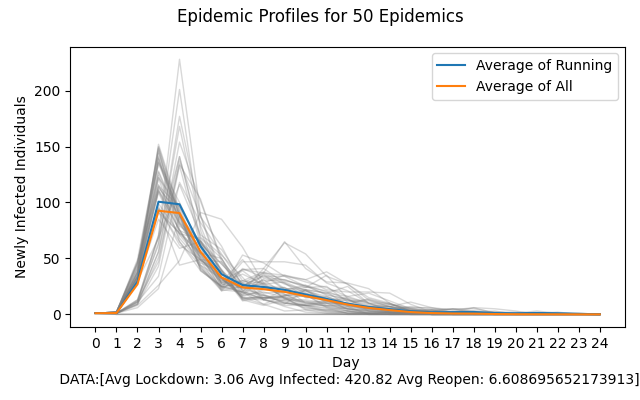 Epidemic Profiles for 50 Epidemics
Average of Running
Average of All
Newly Infected Individuals
200
150
100
50
0
0 1 2 3 4 5 6 7 8 9 10 11 12 13 14 15 16 17 18 19 20 21 22 23 24
Day
DATA:[Avg Lockdown: 3.06 Avg Infected: 420.82 Avg Reopen: 6.608695652173913]